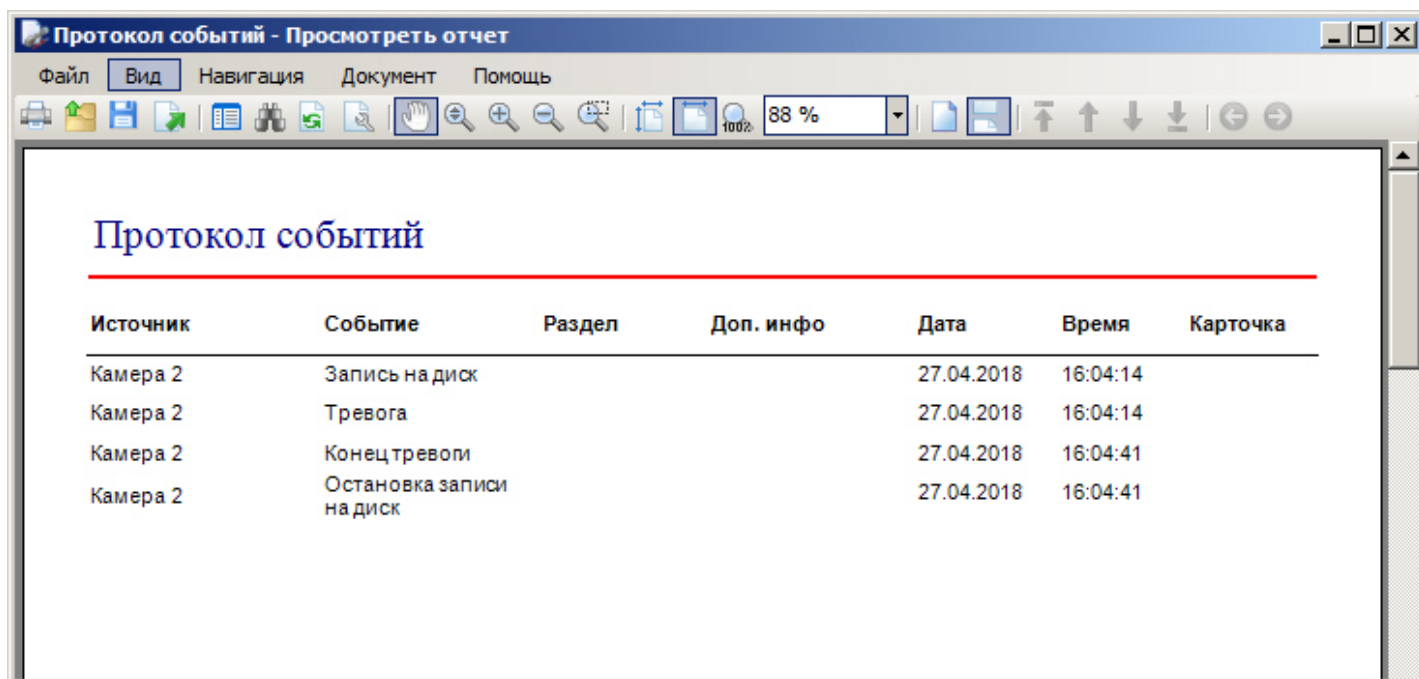 Протокол событий - Просмотреть отчет
Файл Вид Навигация Документ Помощь
100% 88 %
Протокол событий
Источник Событие Раздел Доп. инфо Дата Время Карточка
Камера 2 Запись на диск 27.04.2018 16:04:14
Камера 2 Тревога 27.04.2018 16:04:14
Камера 2 Конец тревоги 27.04.2018 16:04:41
Камера 2 Остановка записи 27.04.2018 16:04:41
на диск